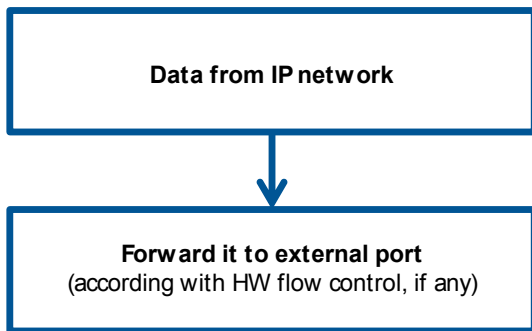 Data from IP network
Forward it to external port
(according with HW flow control, if any)